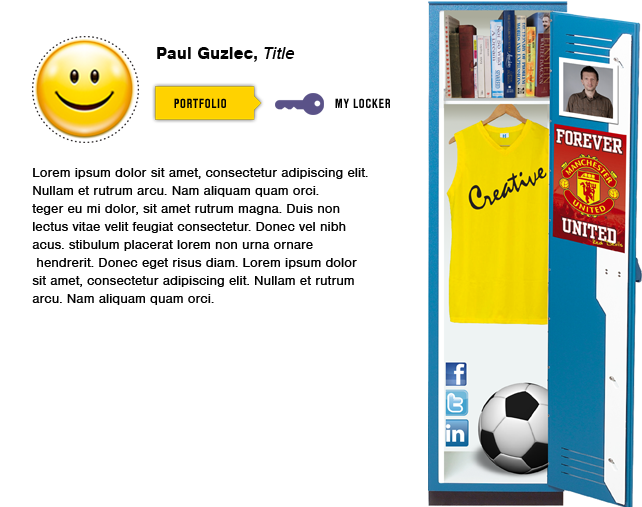 Paul Guziec, Title
PORTFOLIO
MY LOCKER
Lorem ipsum dolor sit amet, consectetur adipiscing elit.
Nullam et rutrum arcu. Nam aliquam quam orci.
teger eu mi dolor, sit amet rutrum magna. Duis non
lectus vitae velit feugiat consectetur. Donec vel nibh
acus. stibulum placerat lorem non urna ornare
hendrerit. Donec eget risus diam. Lorem ipsum dolor
sit amet, consectetur adipiscing elit. Nullam et rutrum
arcu. Nam aliquam quam orci.
Creative
FOREVER
MANCHESTER
UNITED
UNITED
f
t
in